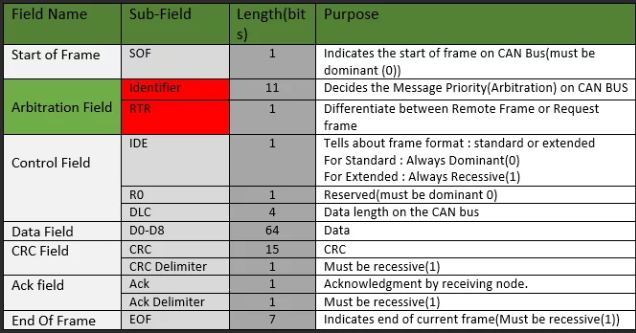 Field Name Sub-Field Length(bit Purpose
s)
Start of Frame SOF 1 Indicates the start of frame on CAN Bus(must be
dominant (0))
Arbitration Field Identifier 11 Decides the Message Priority(Arbitration) on CAN BUS
RTR 1 Differentiate between Remote Frame or Request
frame
Control Field IDE 1 Tells about frame format : standard or extended
For Standard : Always Dominant(0)
For Extended : Always Recessive(1)
R0 1 Reserved(must be dominant 0)
DLC 4 Data length on the CAN bus
Data Field D0-D8 64 Data
CRC Field CRC 15 CRC
CRC Delimiter 1 Must be recessive(1)
Ack field Ack 1 Acknowledgment by receiving node.
Ack Delimiter 1 Must be recessive(1)
End Of Frame EOF 7 Indicates end of current frame(Must be recessive(1))